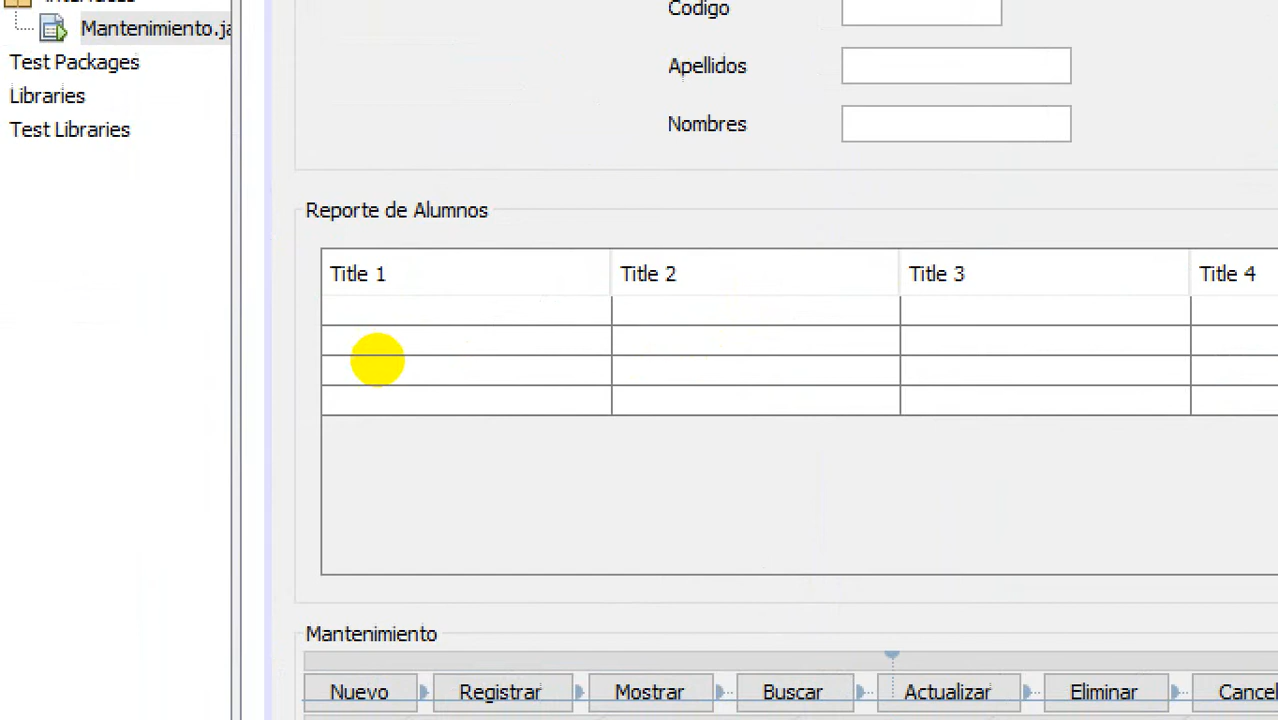 Codigo
Mantenimiento.ja
Test Packages
Apellidos
Libraries
Nombres
Test Libraries
Reporte de Alumnos
Title 1 Title 2 Title 3 Title 4
Mantenimiento
Nuevo Registrar Mostrar Buscar Actualizar Eliminar Cancel